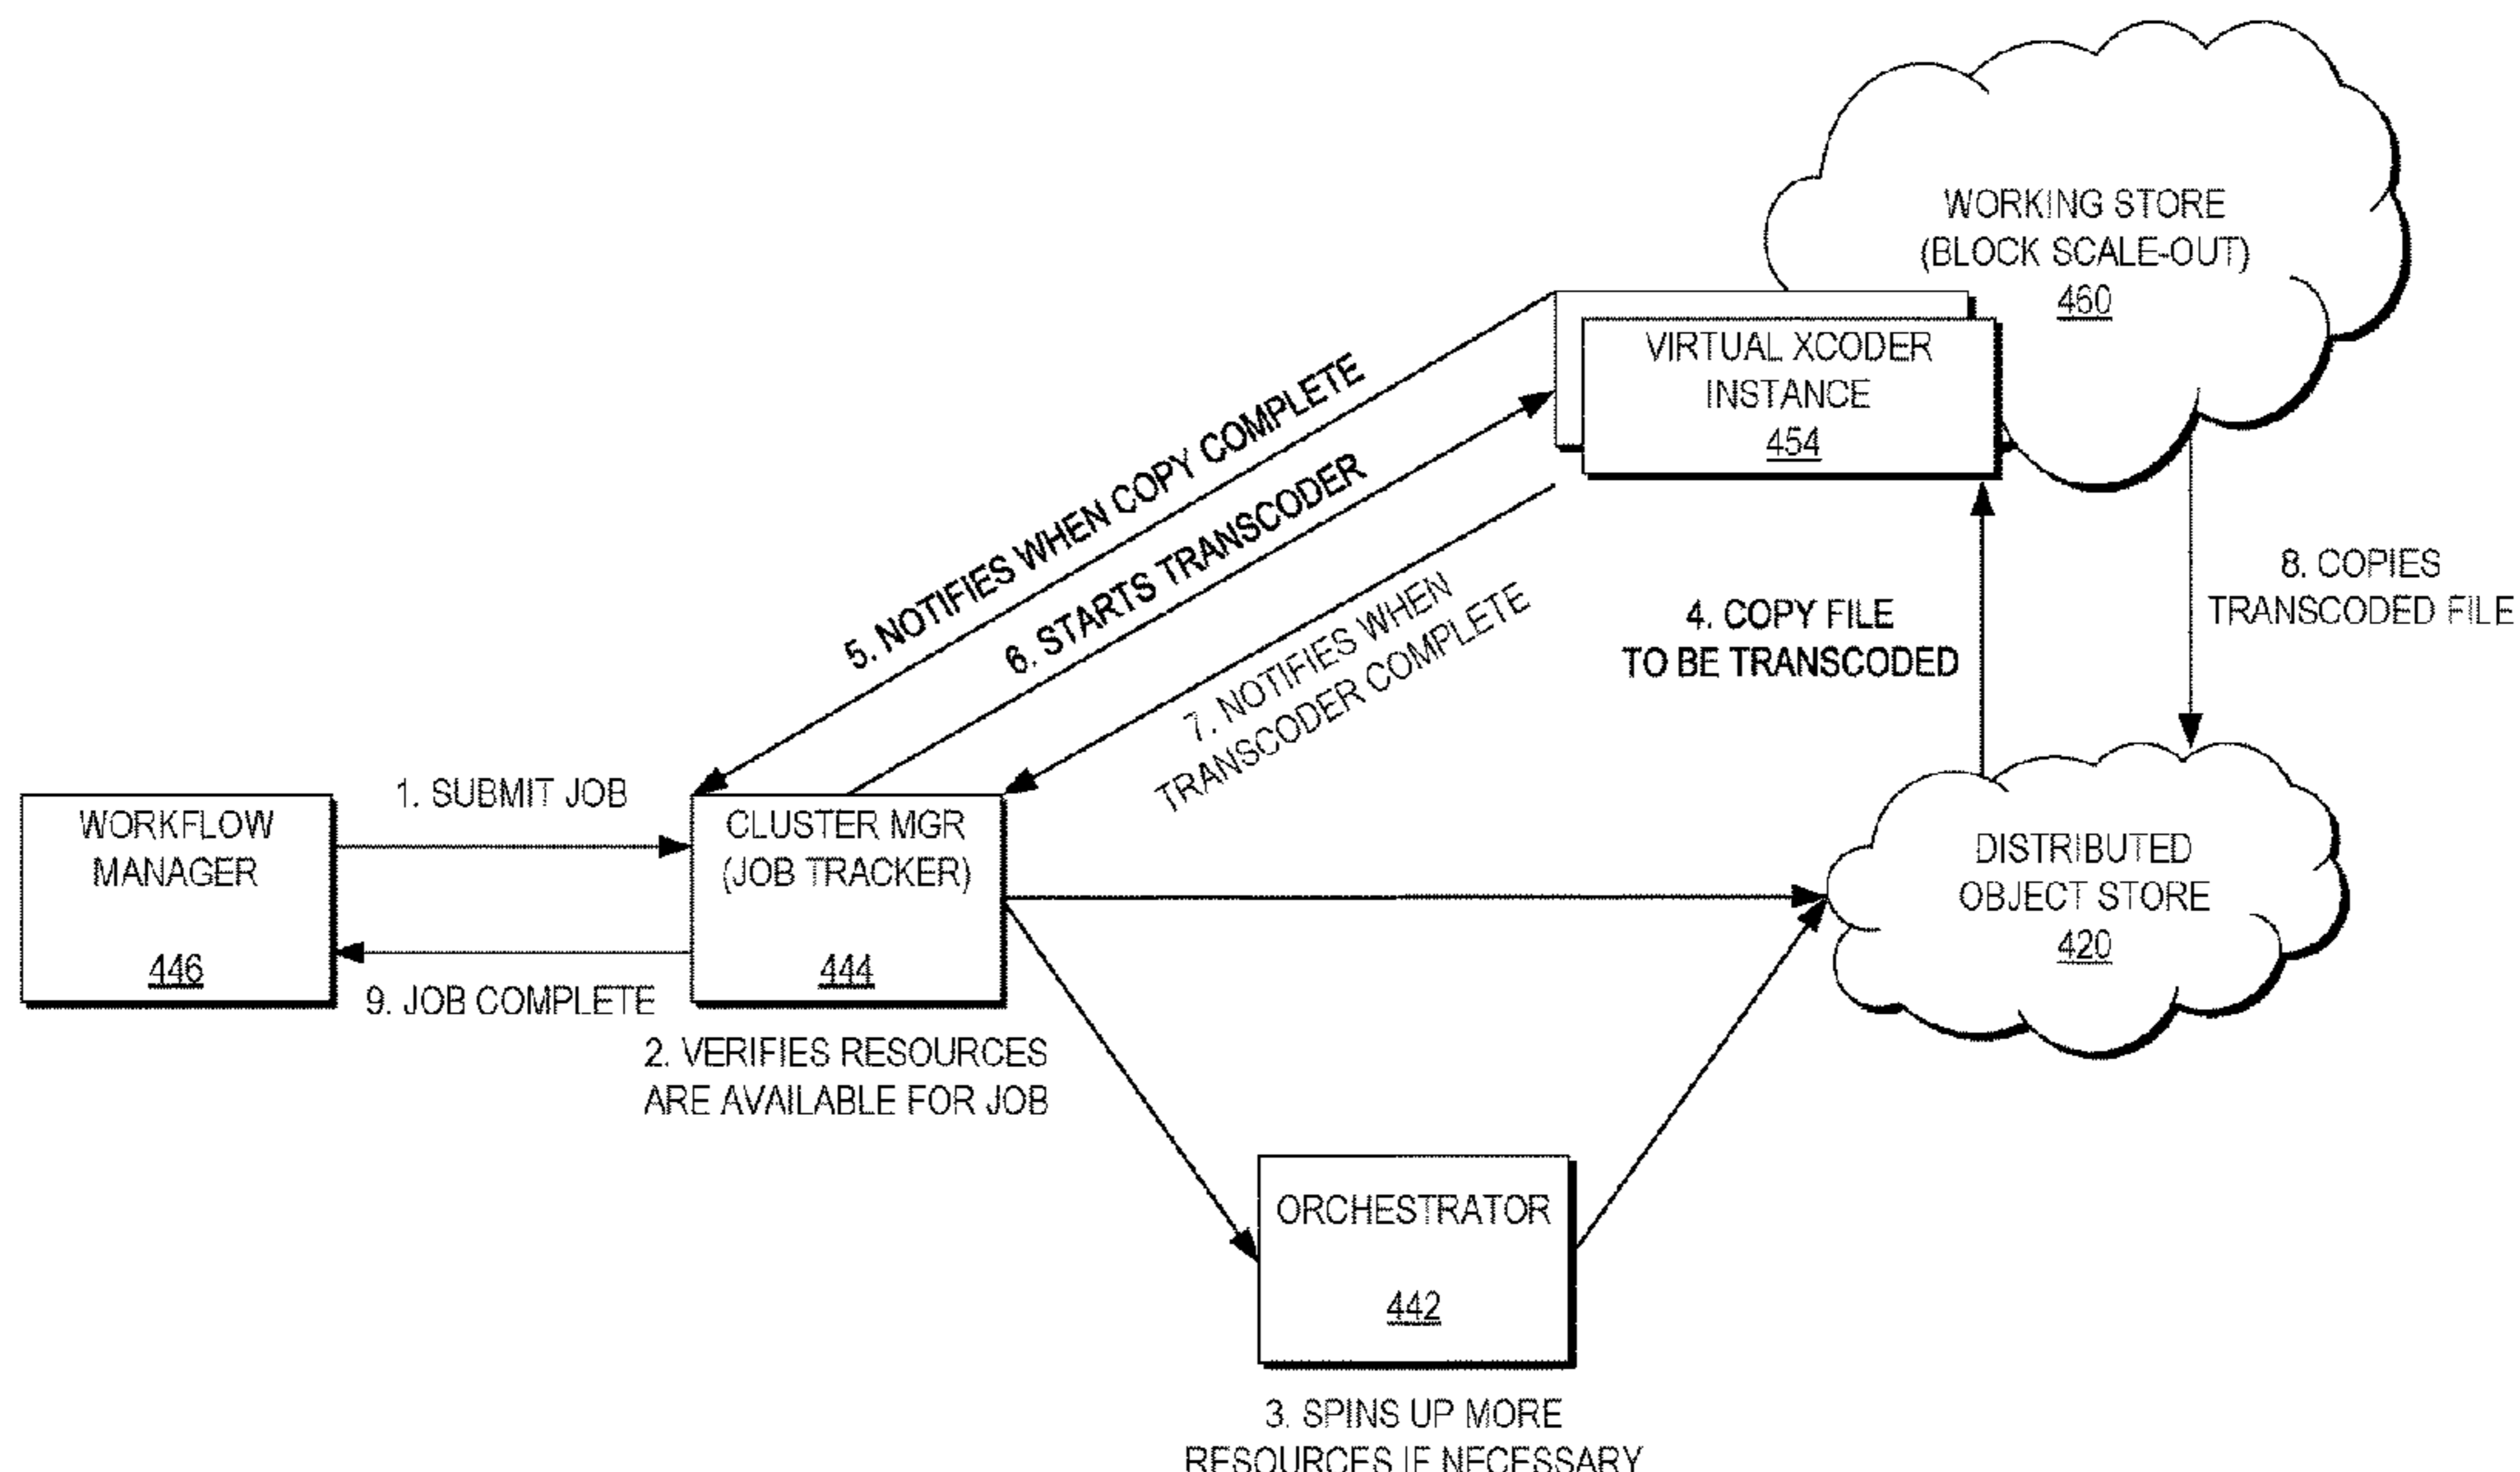 WORKING STORE
(BLOCK SCALE-OUT)
460
VIRTUAL XCODER
INSTANCE
454
5. NOTIFIES WHEN COPY COMPLETE
6. STARTS TRANSCODER
7. NOTIFIES WHEN
TRANSCODER COMPLETE
4. COPY FILE
TO BE TRANSCODED
8. COPIES
TRANSCODED FILE
WORKFLOW
MANAGER
446
1. SUBMIT JOB
9. JOB COMPLETE
CLUSTER MGR
(JOB TRACKER)
444
2. VERIFIES RESOURCES
ARE AVAILABLE FOR JOB
DISTRIBUTED
OBJECT STORE
420
ORCHESTRATOR
442
3. SPINS UP MORE
RESOURCES IF NECESSARY